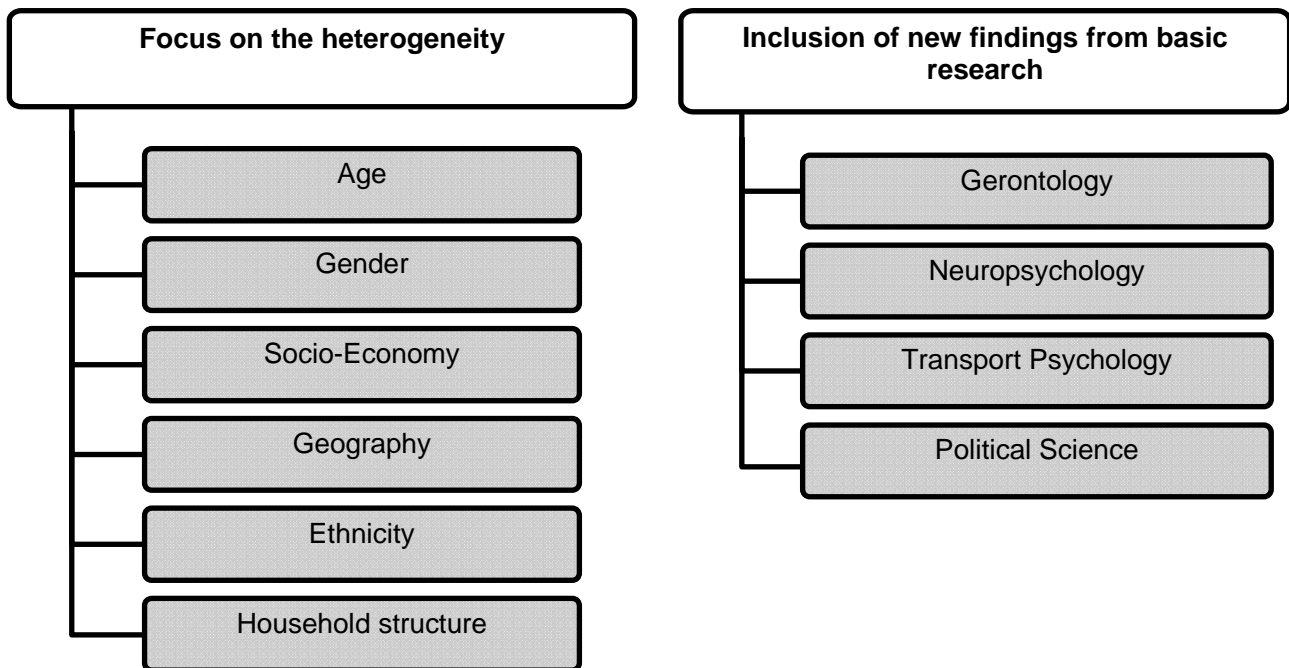 Focus on the heterogeneity
Age
Gender
Socio-Economy
Geography
Ethnicity
Household structure
Inclusion of new findings from basic
research
Gerontology
Neuropsychology
Transport Psychology
Political Science